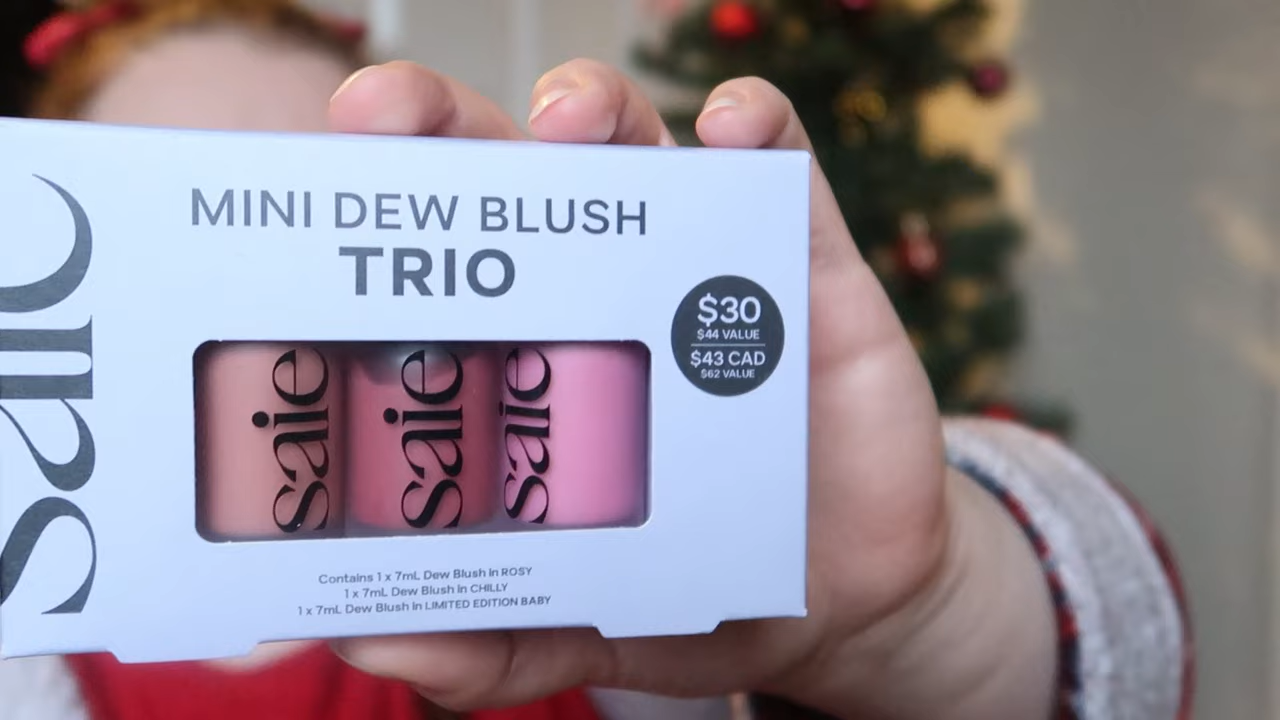 saie
MINI DEW BLUSH
TRIO
$30
$44 VALUE
$43 CAD
$62 VALUE
saie
saie
saie
Contains 1 x 7mL Dew Blush in ROSY
1 x 7mL Dew Blush in CHILLY
1 x 7mL Dew Blush in LIMITED EDITION BABY